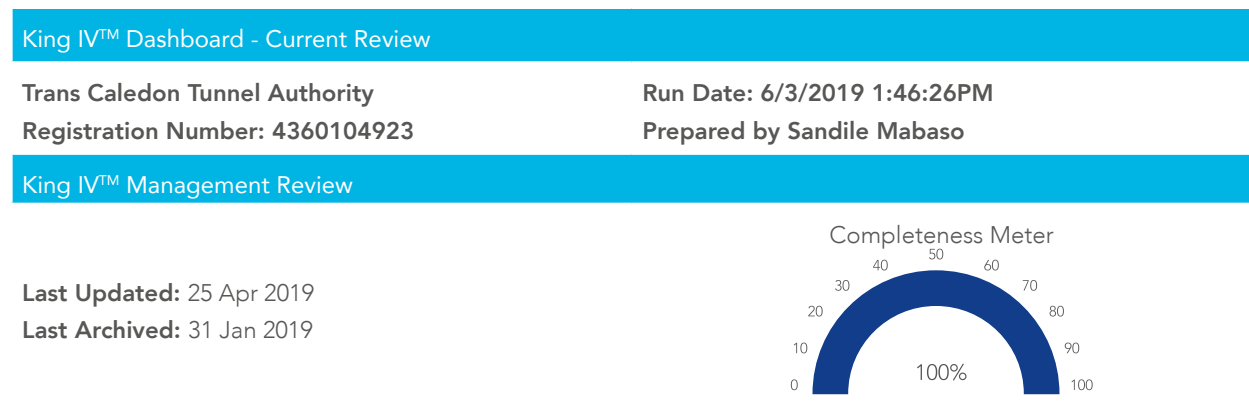 King IV™ Dashboard - Current Review
Trans Caledon Tunnel Authority
Run Date: 6/3/2019 1:46:26PM
Registration Number: 4360104923
Prepared by Sandile Mabaso
King IV™ Management Review
Completeness Meter
Last Updated: 25 Apr 2019
Last Archived: 31 Jan 2019
0
10
20
30
40
50
60
70
80
90
100
100%